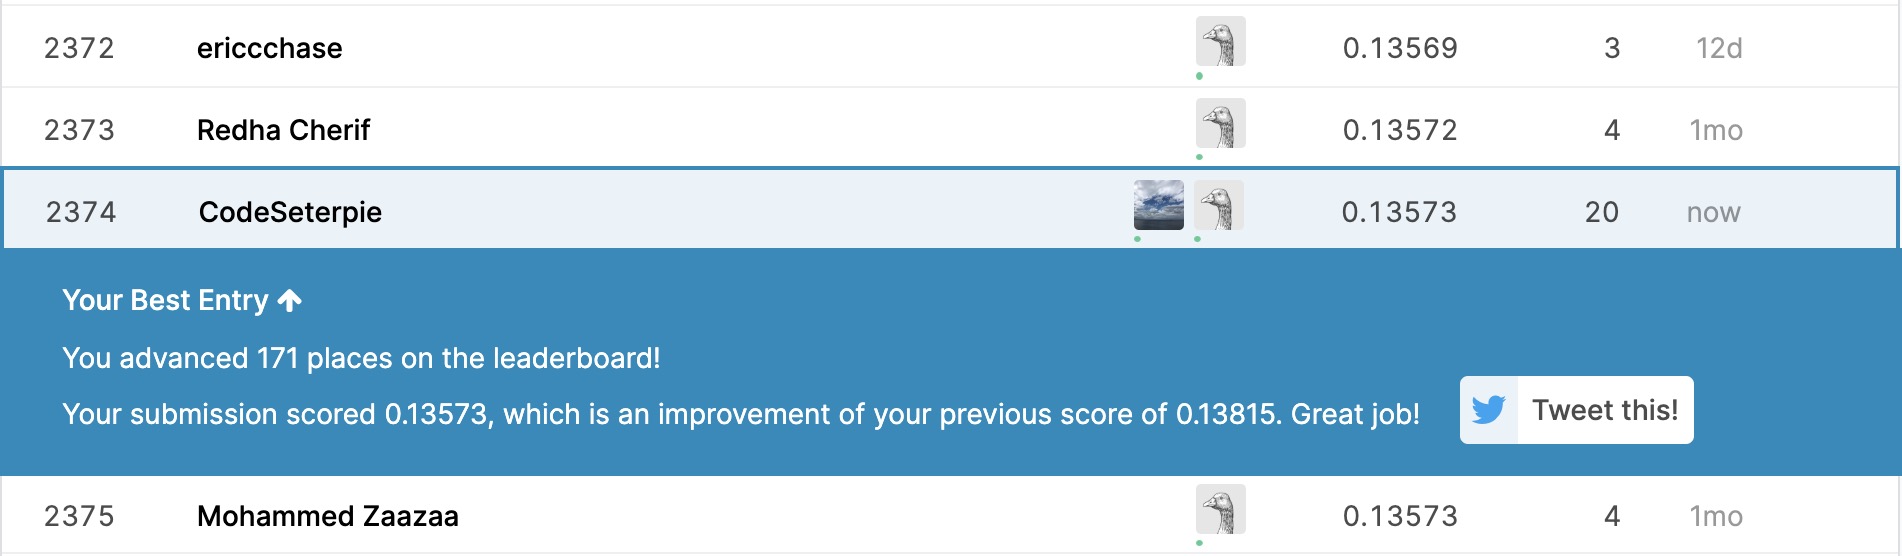 2372 ericcchase 0.13569 3 12d
2373 Redha Cherif 0.13572 4 1mo
2374 CodeSeterpie 0.13573 20 now
Your Best Entry
You advanced 171 places on the leaderboard!
Your submission scored 0.13573, which is an improvement of your previous score of 0.13815. Great job!
Tweet this!
2375 Mohammed Zaazaa 0.13573 4 1mo